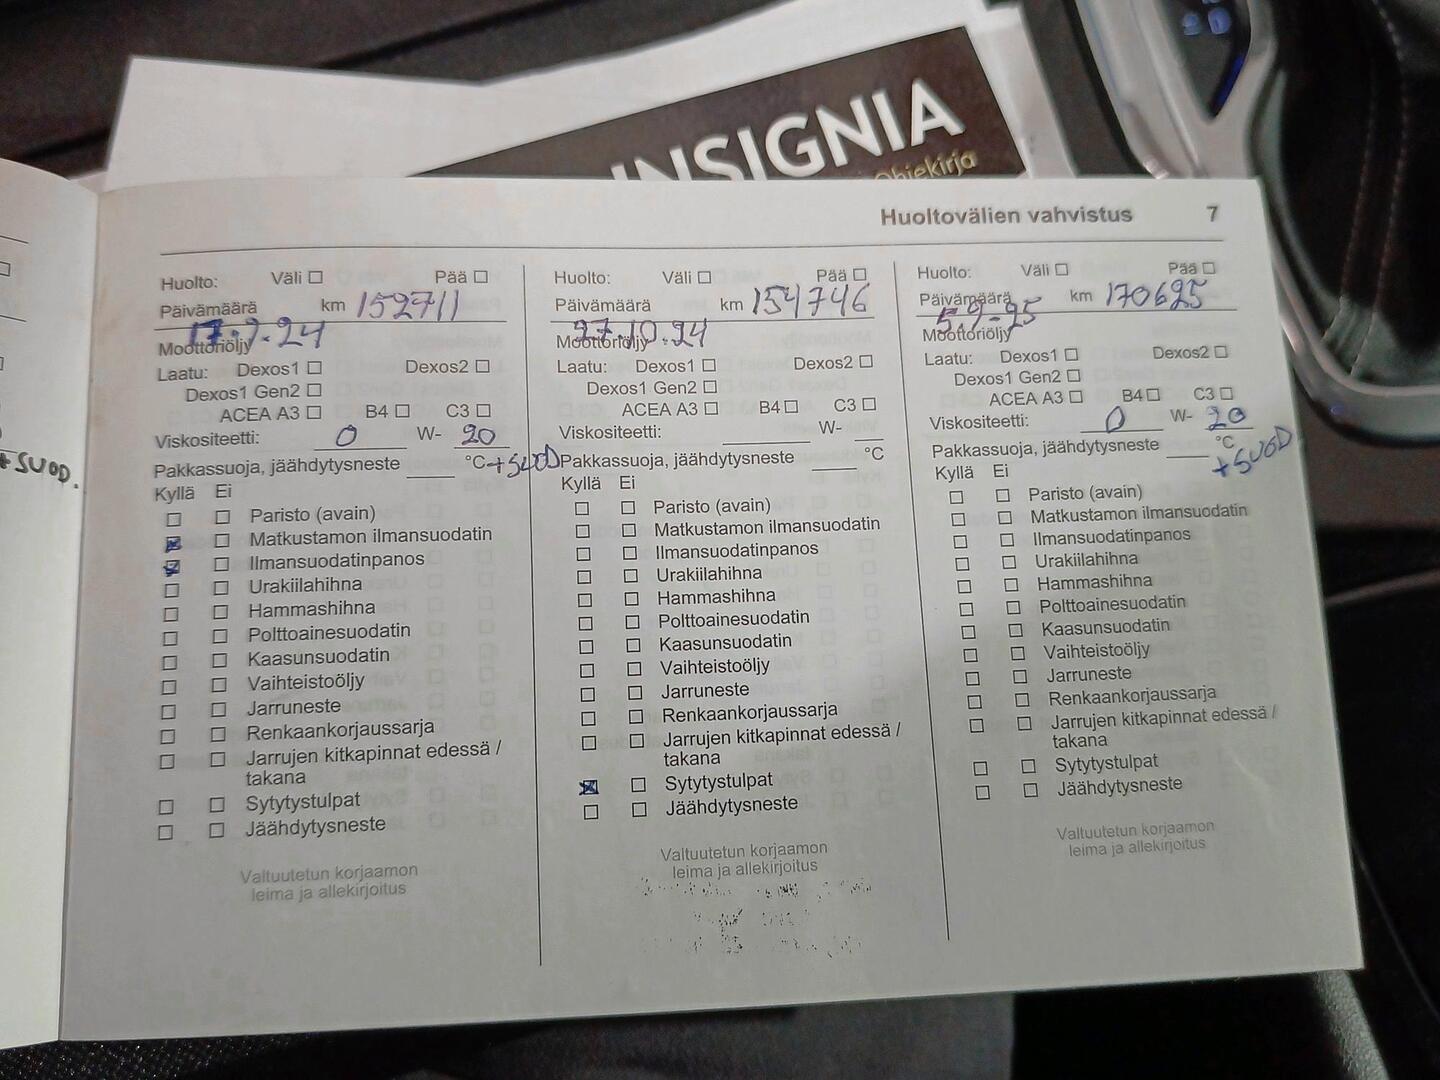 INSIGNIA
Ohjekirja
Huoltovälien vahvistus 7
+ SUOD.
Huolto: Väli ☐ Pää ☐
Päivämäärä km 152711
17.9.24
Moottoriöljy
Laatu: Dexos1 ☐ Dexos2 ☐
Dexos1 Gen2 ☐
ACEA A3 ☐ B4 ☐ C3 ☐
Viskositeetti: 0 W- 20
Pakkassuoja, jäähdytysneste ____ °C +SUOD
Kyllä Ei
☐ ☐ Paristo (avain)
☒ ☐ Matkustamon ilmansuodatin
☒ ☐ Ilmansuodatinpanos
☐ ☐ Urakiilahihna
☐ ☐ Hammashihna
☐ ☐ Polttoainesuodatin
☐ ☐ Kaasunsuodatin
☐ ☐ Vaihteistoöljy
☐ ☐ Jarruneste
☐ ☐ Renkaankorjaussarja
☐ ☐ Jarrujen kitkapinnat edessä /
takana
☐ ☐ Sytytystulpat
☐ ☐ Jäähdytysneste
Valtuutetun korjaamon
leima ja allekirjoitus
Huolto: Väli ☐ Pää ☐
Päivämäärä km 154746
27.10.24
Moottoriöljy
Laatu: Dexos1 ☐ Dexos2 ☐
Dexos1 Gen2 ☐
ACEA A3 ☐ B4 ☐ C3 ☐
Viskositeetti: ____ W- __
Pakkassuoja, jäähdytysneste ____ °C
Kyllä Ei
☐ ☐ Paristo (avain)
☐ ☐ Matkustamon ilmansuodatin
☐ ☐ Ilmansuodatinpanos
☐ ☐ Urakiilahihna
☐ ☐ Hammashihna
☐ ☐ Polttoainesuodatin
☐ ☐ Kaasunsuodatin
☐ ☐ Vaihteistoöljy
☐ ☐ Jarruneste
☐ ☐ Renkaankorjaussarja
☐ ☐ Jarrujen kitkapinnat edessä /
takana
☒ ☐ Sytytystulpat
☐ ☐ Jäähdytysneste
Valtuutetun korjaamon
leima ja allekirjoitus
Huolto: Väli ☐ Pää ☐
Päivämäärä km 170625
5.9-25
Moottoriöljy
Laatu: Dexos1 ☐ Dexos2 ☐
Dexos1 Gen2 ☐
ACEA A3 ☐ B4 ☐ C3 ☐
Viskositeetti: 0 W- 20
Pakkassuoja, jäähdytysneste ____ °C
+SUOD
Kyllä Ei
☐ ☐ Paristo (avain)
☐ ☐ Matkustamon ilmansuodatin
☐ ☐ Ilmansuodatinpanos
☐ ☐ Urakiilahihna
☐ ☐ Hammashihna
☐ ☐ Polttoainesuodatin
☐ ☐ Kaasunsuodatin
☐ ☐ Vaihteistoöljy
☐ ☐ Jarruneste
☐ ☐ Renkaankorjaussarja
☐ ☐ Jarrujen kitkapinnat edessä /
takana
☐ ☐ Sytytystulpat
☐ ☐ Jäähdytysneste
Valtuutetun korjaamon
leima ja allekirjoitus